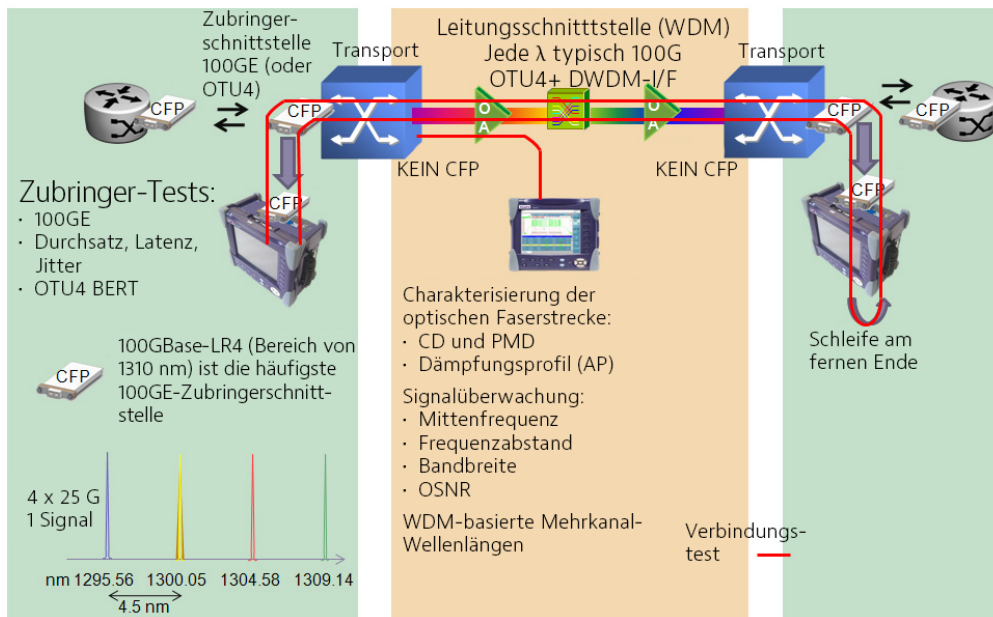 Zubringer-
schnittstelle
100GE (oder
OTU4)
Transport
Leitungsschnitttstelle (WDM)
Jede λ typisch 100G
OTU4+ DWDM-I/F
Transport
CFP
CFP
O
A
O
A
CFP
CFP
KEIN CFP
KEIN CFP
CFP
CFP
Zubringer-Tests:
· 100GE
· Durchsatz, Latenz,
Jitter
· OTU4 BERT
Charakterisierung der
optischen Faserstrecke:
· CD und PMD
· Dämpfungsprofil (AP)
Signalüberwachung:
· Mittenfrequenz
· Frequenzabstand
· Bandbreite
· OSNR
WDM-basierte Mehrkanal-
Wellenlängen
Schleife am
fernen Ende
CFP
100GBase-LR4 (Bereich von
1310 nm) ist die häufigste
100GE-Zubringerschnitt-
stelle
4 x 25 G
1 Signal
nm 1295.56 1300.05 1304.58 1309.14
4.5 nm
Verbindungs-
test